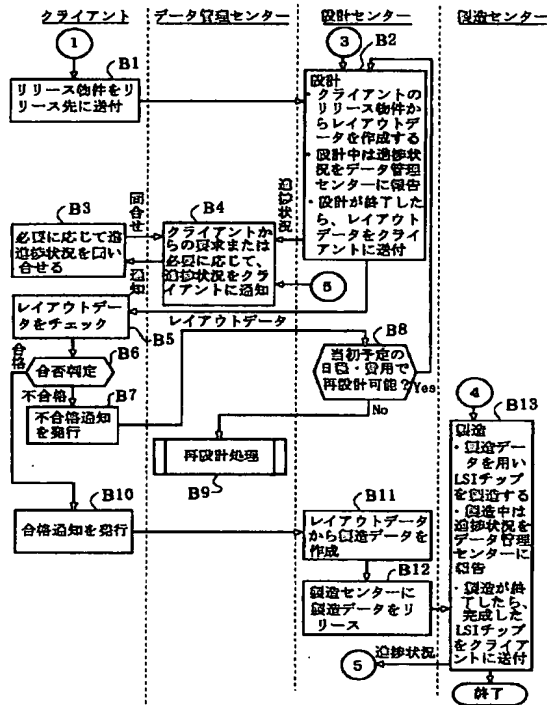 クライアント
データ管理センター
設計センター
製造センター
1
3
B1
B2
リリース物件をリ
リース先に送付
設計
・クライアントの
リリース物件か
らレイアウトデ
ータを作成する
・設計中は進捗状
況をデータ管理
センターに報告
・設計が終了した
ら、レイアウト
データをクライ
アントに送付
B3
問合せ
B4
進捗状況
必要に応じて進
進捗状況を問い
合せる
クライアントか
らの要求または
必要に応じて、
進捗状況をクラ
イアントに通知
通知
5
レイアウトデー
タをチェック
B5
レイアウトデータ
合格
B6
合否判定
B8
当初予定の
日程・費用で
再設計可能?
Yes
No
不合格
B7
不合格通知
を発行
再設計処理
B9
4
B13
製造
・製造デー
タを用い
LSIチップ
を製造する
・製造中は
進捗状況を
データ管理
センターに
報告
・製造が終
了したら、
完成した
LSIチップ
をクライア
ントに送付
B10
合格通知を発行
B11
レイアウトデータ
から製造データを
作成
B12
製造センターに
製造データをリ
リース
5
進捗状況
終了